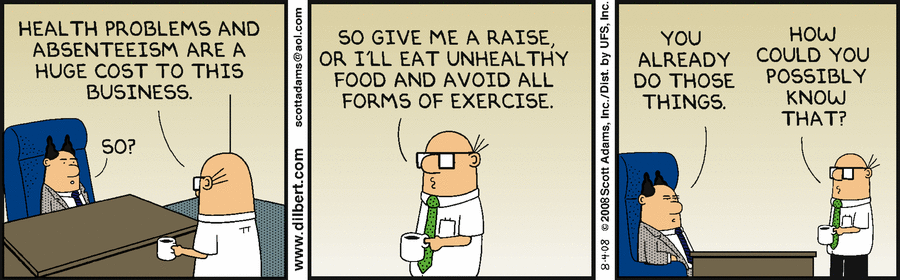 HEALTH PROBLEMS AND
ABSENTEEISM ARE A
HUGE COST TO THIS
BUSINESS.
SO?
www.dilbert.com
scottadams@aol.com
SO GIVE ME A RAISE,
OR I'LL EAT UNHEALTHY
FOOD AND AVOID ALL
FORMS OF EXERCISE.
8-4-08 ©2008 Scott Adams, Inc./Dist. by UFS, Inc.
YOU
ALREADY
DO THOSE
THINGS.
HOW
COULD YOU
POSSIBLY
KNOW
THAT?